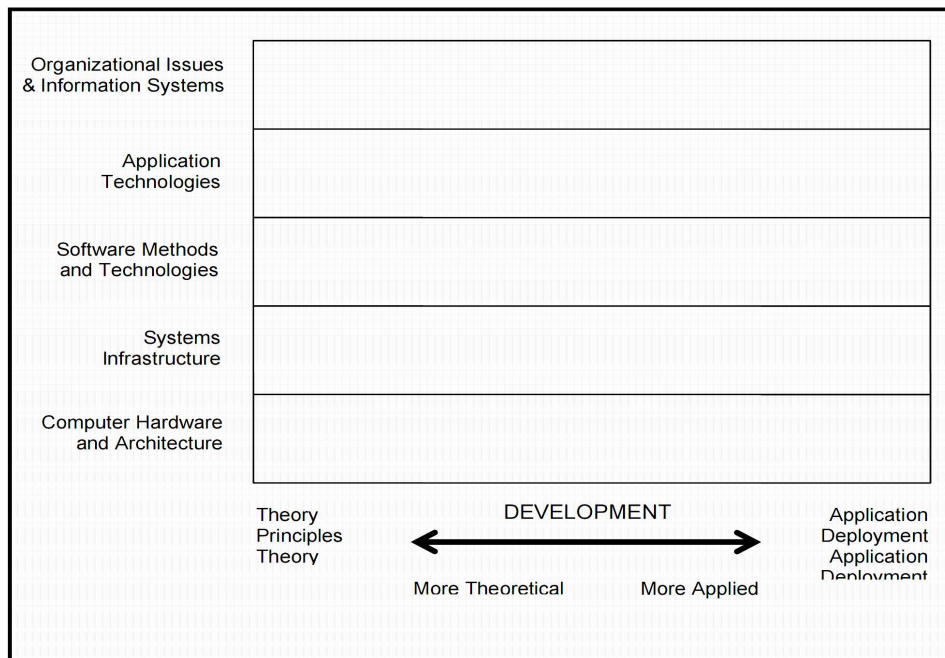 Organizational Issues
& Information Systems
Application
Technologies
Software Methods
and Technologies
Systems
Infrastructure
Computer Hardware
and Architecture
Theory
Principles
Theory
DEVELOPMENT
Application
Deployment
Application
Deployment
More Theoretical
More Applied